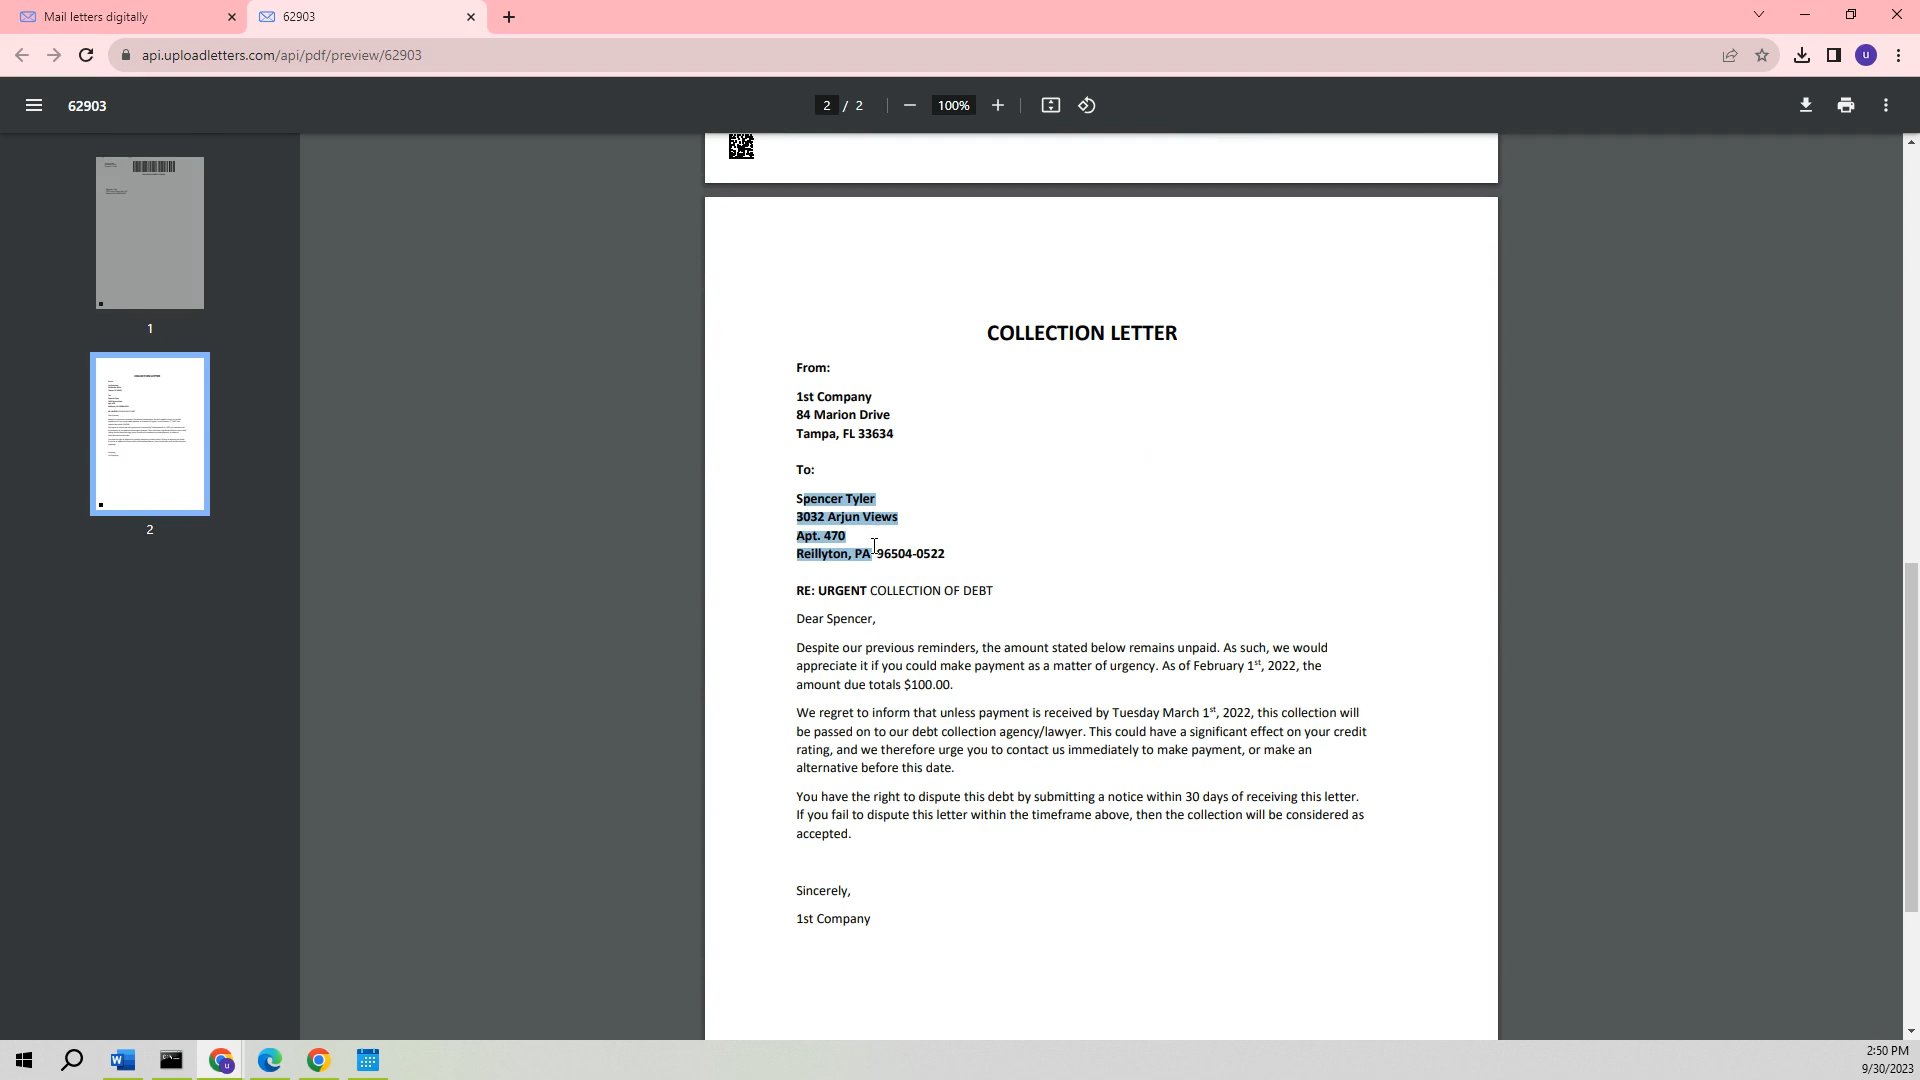 Mail letters digitally
62903
api.uploadletters.com/api/pdf/preview/62903
u
62903
2 / 2
100%
1
2
COLLECTION LETTER
From:
1st Company
84 Marion Drive
Tampa, FL 33634
To:
Spencer Tyler
3032 Arjun Views
Apt. 470
Reillyton, PA 96504-0522
RE: URGENT COLLECTION OF DEBT
Dear Spencer,
Despite our previous reminders, the amount stated below remains unpaid. As such, we would
appreciate it if you could make payment as a matter of urgency. As of February 1st, 2022, the
amount due totals $100.00.
We regret to inform that unless payment is received by Tuesday March 1st, 2022, this collection will
be passed on to our debt collection agency/lawyer. This could have a significant effect on your credit
rating, and we therefore urge you to contact us immediately to make payment, or make an
alternative before this date.
You have the right to dispute this debt by submitting a notice within 30 days of receiving this letter.
If you fail to dispute this letter within the timeframe above, then the collection will be considered as
accepted.
Sincerely,
1st Company
2:50 PM
9/30/2023